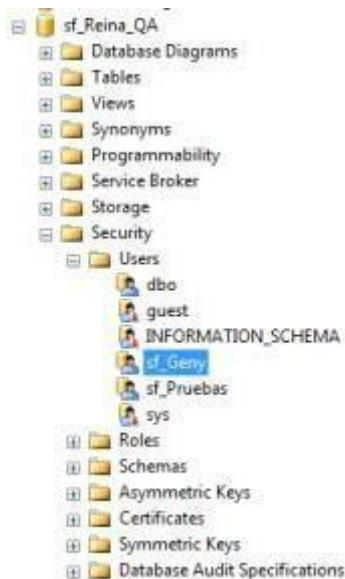 sf_Reina_QA
Database Diagrams
Tables
Views
Synonyms
Programmability
Service Broker
Storage
Security
Users
dbo
guest
INFORMATION_SCHEMA
sf_Geny
sf_Pruebas
sys
Roles
Schemas
Asymmetric Keys
Certificates
Symmetric Keys
Database Audit Specifications